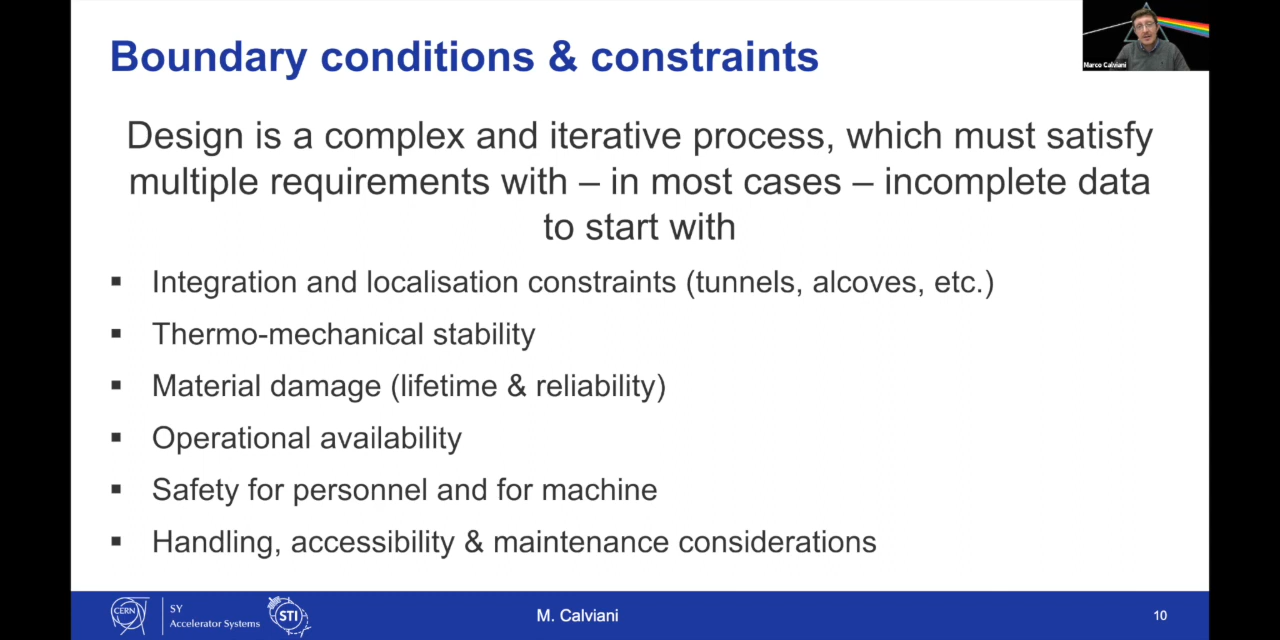 Boundary conditions & constraints
Marco Calviani
Design is a complex and iterative process, which must satisfy
multiple requirements with – in most cases – incomplete data
to start with
▪ Integration and localisation constraints (tunnels, alcoves, etc.)
▪ Thermo-mechanical stability
▪ Material damage (lifetime & reliability)
▪ Operational availability
▪ Safety for personnel and for machine
▪ Handling, accessibility & maintenance considerations
CERN
SY
Accelerator Systems
STI
M. Calviani
10